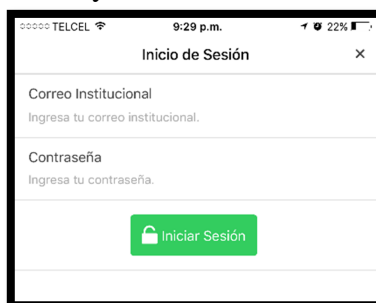 TELCEL 9:29 p.m. 22%
Inicio de Sesión ×
Correo Institucional
Ingresa tu correo institucional.
Contraseña
Ingresa tu contraseña.
Iniciar Sesión